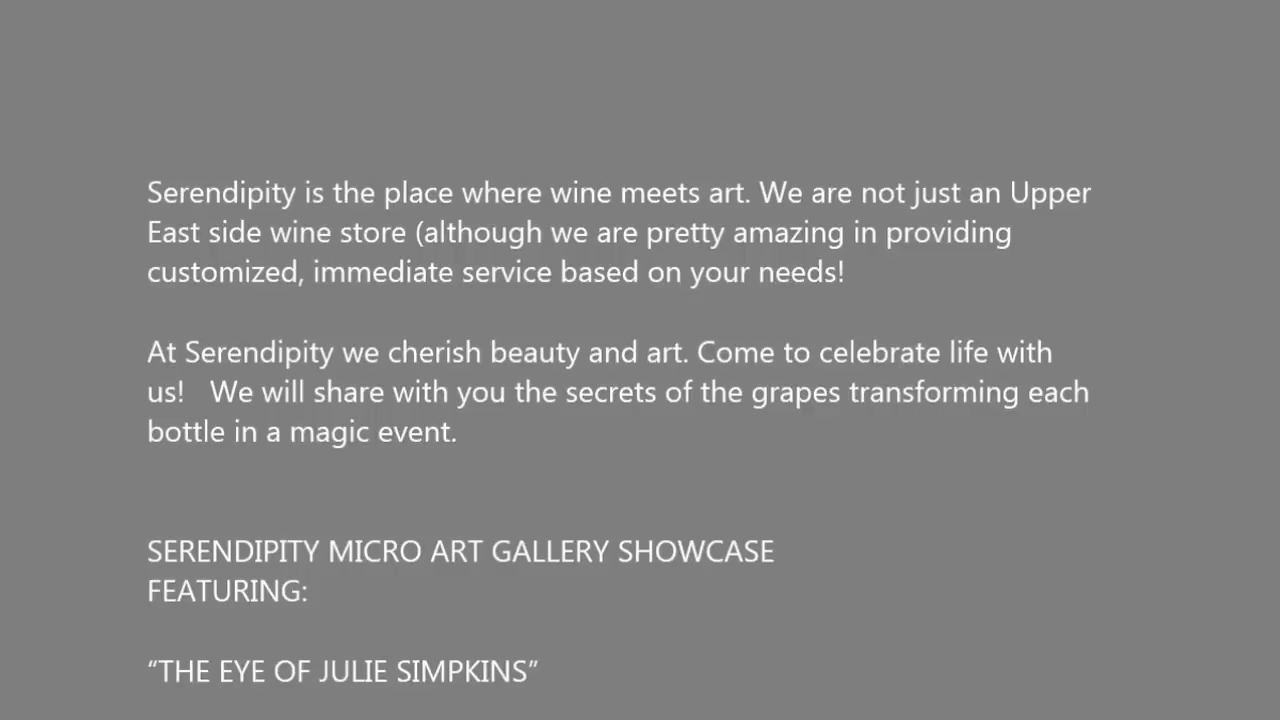 Serendipity is the place where wine meets art. We are not just an Upper
East side wine store (although we are pretty amazing in providing
customized, immediate service based on your needs!
At Serendipity we cherish beauty and art. Come to celebrate life with
us!   We will share with you the secrets of the grapes transforming each
bottle in a magic event.
SERENDIPITY MICRO ART GALLERY SHOWCASE
FEATURING:
“THE EYE OF JULIE SIMPKINS”